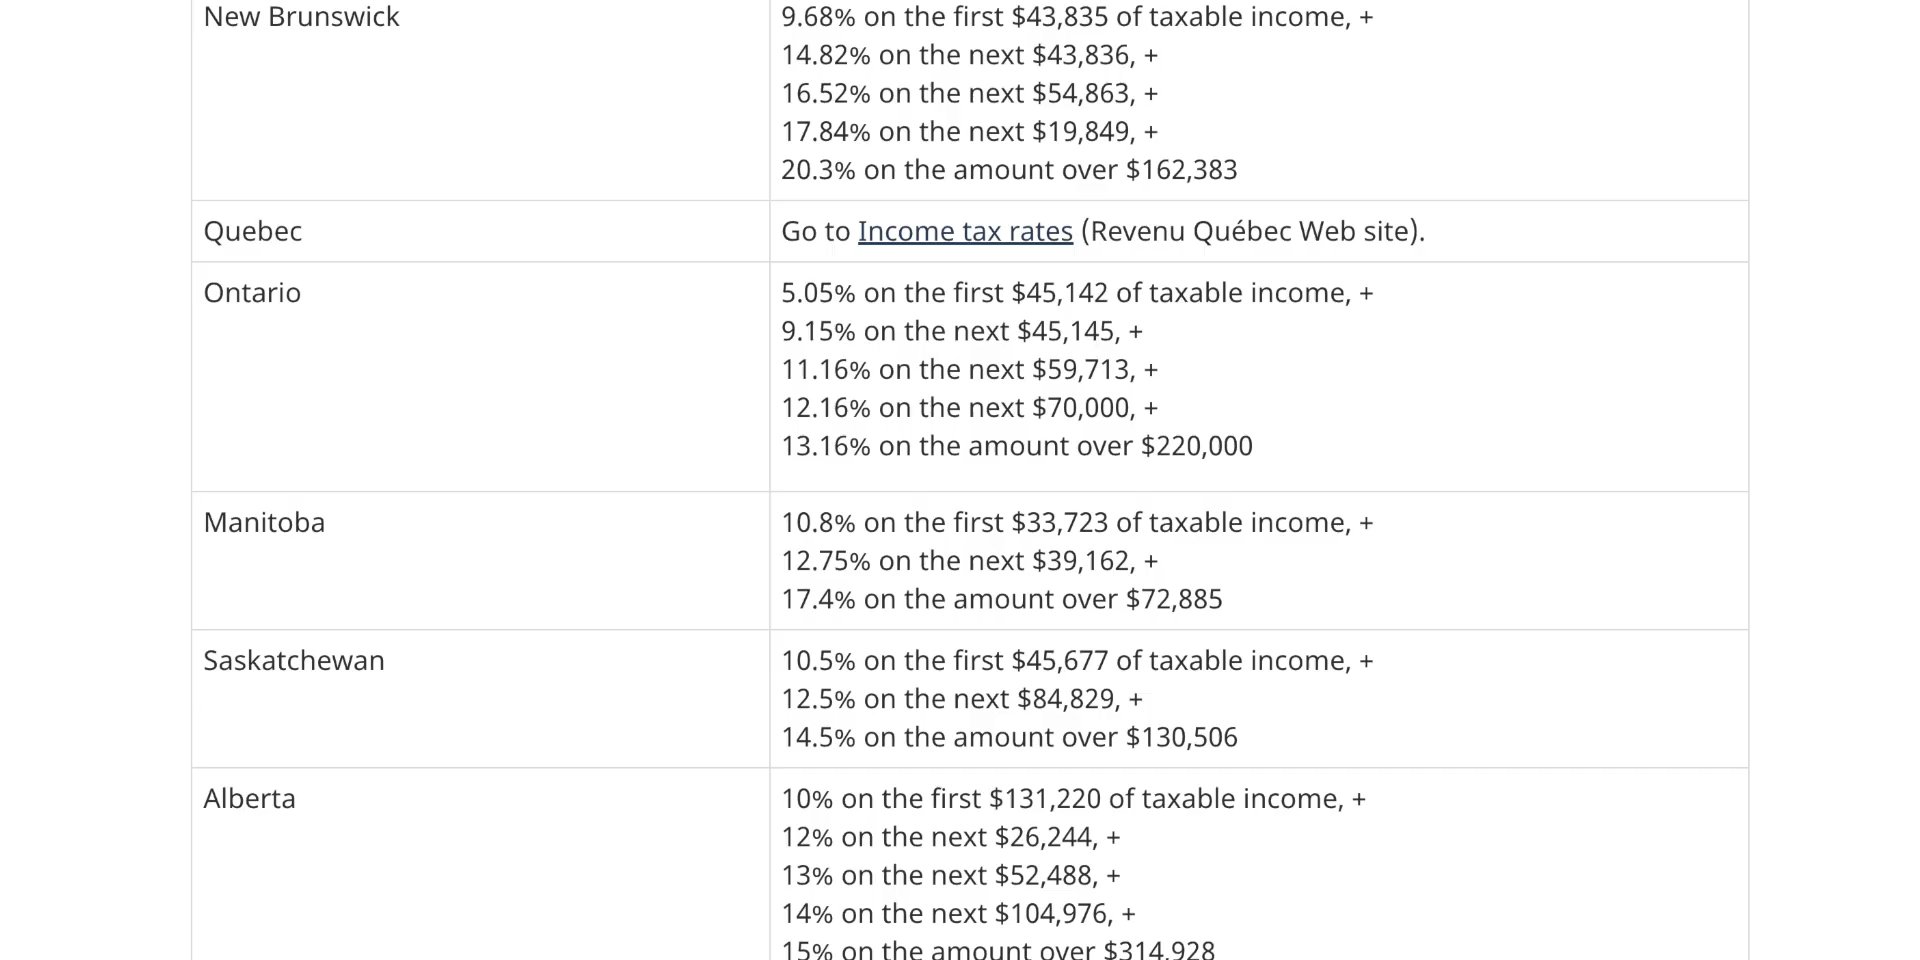 New Brunswick
9.68% on the first $43,835 of taxable income, +
14.82% on the next $43,836, +
16.52% on the next $54,863, +
17.84% on the next $19,849, +
20.3% on the amount over $162,383
Quebec
Go to Income tax rates (Revenu Québec Web site).
Ontario
5.05% on the first $45,142 of taxable income, +
9.15% on the next $45,145, +
11.16% on the next $59,713, +
12.16% on the next $70,000, +
13.16% on the amount over $220,000
Manitoba
10.8% on the first $33,723 of taxable income, +
12.75% on the next $39,162, +
17.4% on the amount over $72,885
Saskatchewan
10.5% on the first $45,677 of taxable income, +
12.5% on the next $84,829, +
14.5% on the amount over $130,506
Alberta
10% on the first $131,220 of taxable income, +
12% on the next $26,244, +
13% on the next $52,488, +
14% on the next $104,976, +
15% on the amount over $314,928